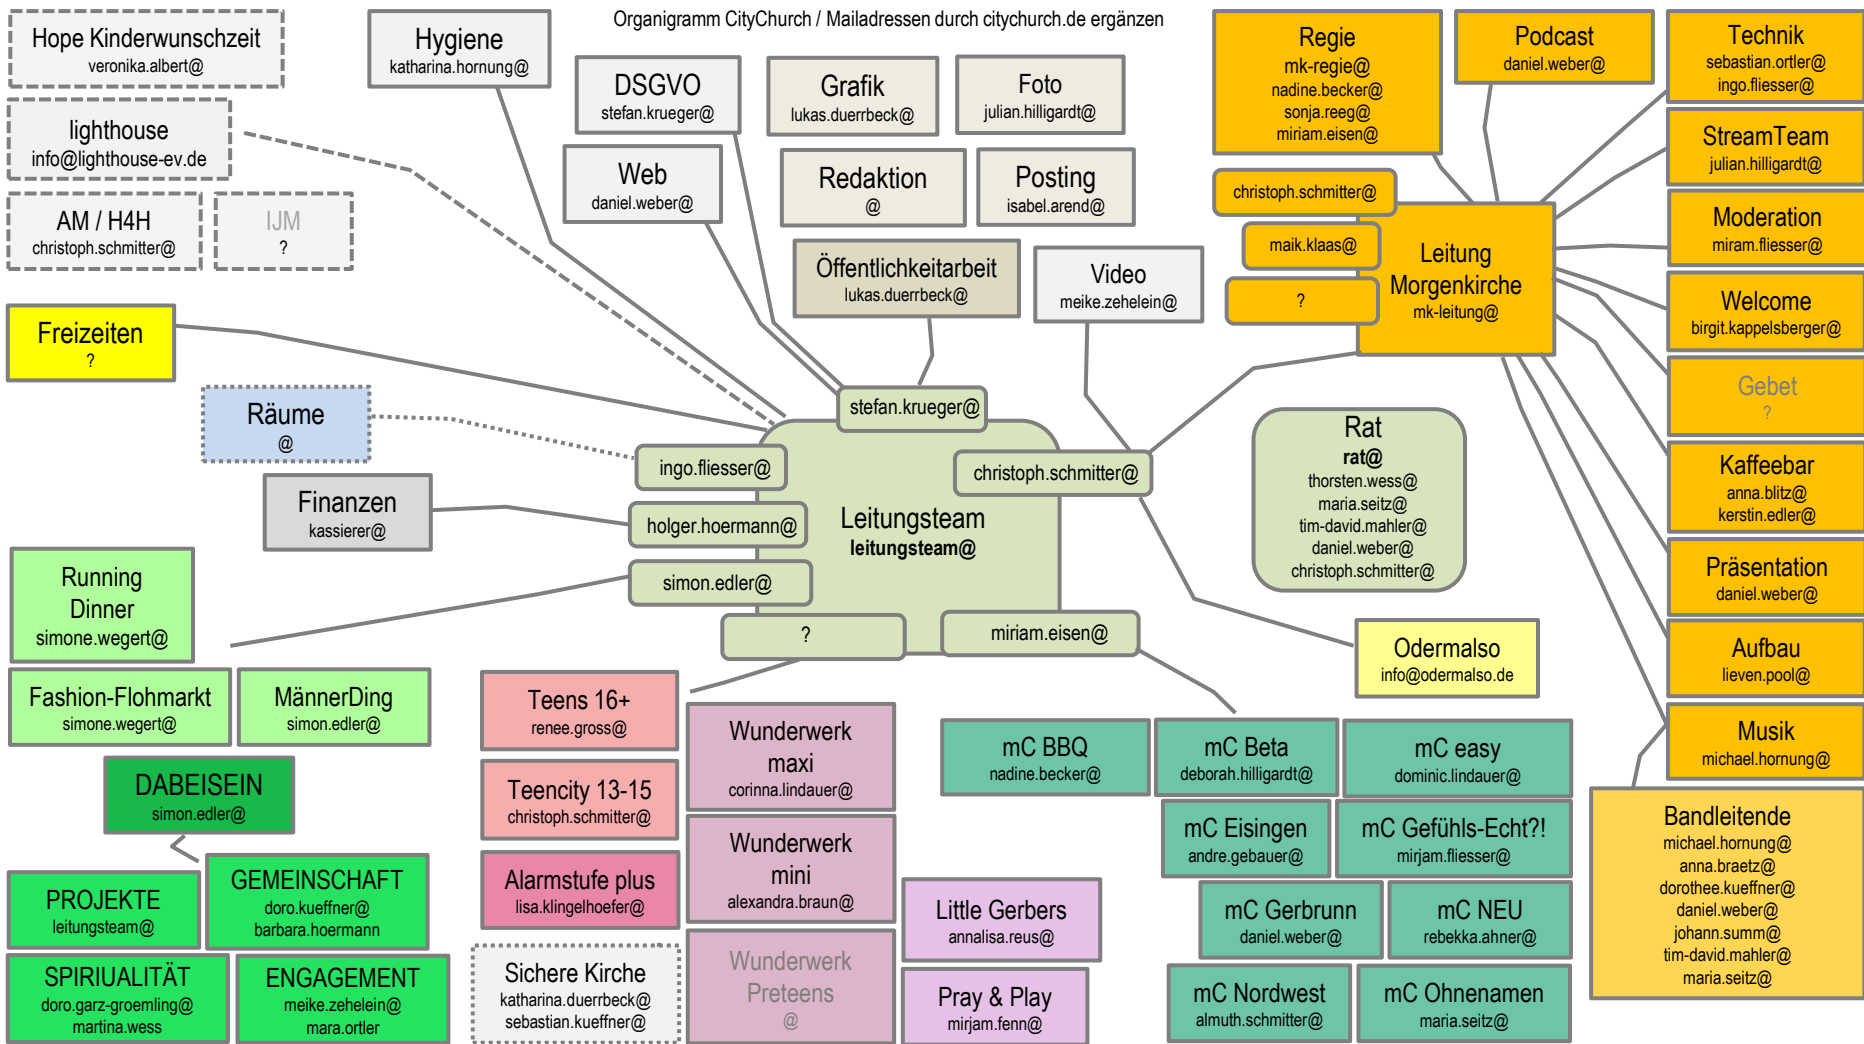 Organigramm CityChurch / Mailadressen durch citychurch.de ergänzen
Hope Kinderwunschzeit
veronika.albert@
lighthouse
info@lighthouse-ev.de
AM / H4H
christoph.schmitter@
IJM
?
Hygiene
katharina.hornung@
DSGVO
stefan.krueger@
Web
daniel.weber@
Grafik
lukas.duerrbeck@
Foto
julian.hilligardt@
Redaktion
@
Posting
isabel.arend@
Öffentlichkeitarbeit
lukas.duerrbeck@
Video
meike.zehelein@
Regie
mk-regie@
nadine.becker@
sonja.reeg@
miriam.eisen@
Podcast
daniel.weber@
christoph.schmitter@
maik.klaas@
?
Leitung
Morgenkirche
mk-leitung@
Technik
sebastian.ortler@
ingo.fliesser@
StreamTeam
julian.hilligardt@
Moderation
miram.fliesser@
Welcome
birgit.kappelsberger@
Gebet
?
Kaffeebar
anna.blitz@
kerstin.edler@
Präsentation
daniel.weber@
Aufbau
lieven.pool@
Musik
michael.hornung@
Bandleitende
michael.hornung@
anna.braetz@
dorothee.kueffner@
daniel.weber@
johann.summ@
tim-david.mahler@
maria.seitz@
Freizeiten
?
Räume
@
Finanzen
kassierer@
stefan.krueger@
ingo.fliesser@
holger.hoermann@
simon.edler@
?
christoph.schmitter@
miriam.eisen@
Leitungsteam
leitungsteam@
Rat
rat@
thorsten.wess@
maria.seitz@
tim-david.mahler@
daniel.weber@
christoph.schmitter@
Odermalso
info@odermalso.de
Running
Dinner
simone.wegert@
Fashion-Flohmarkt
simone.wegert@
MännerDing
simon.edler@
DABEISEIN
simon.edler@
PROJEKTE
leitungsteam@
GEMEINSCHAFT
doro.kueffner@
barbara.hoermann
SPIRIUALITÄT
doro.garz-groemling@
martina.wess
ENGAGEMENT
meike.zehelein@
mara.ortler
Teens 16+
renee.gross@
Teencity 13-15
christoph.schmitter@
Alarmstufe plus
lisa.klingelhoefer@
Sichere Kirche
katharina.duerrbeck@
sebastian.kueffner@
Wunderwerk
maxi
corinna.lindauer@
Wunderwerk
mini
alexandra.braun@
Wunderwerk
Preteens
@
Little Gerbers
annalisa.reus@
Pray & Play
mirjam.fenn@
mC BBQ
nadine.becker@
mC Beta
deborah.hilligardt@
mC easy
dominic.lindauer@
mC Eisingen
andre.gebauer@
mC Gefühls-Echt?!
mirjam.fliesser@
mC Gerbrunn
daniel.weber@
mC NEU
rebekka.ahner@
mC Nordwest
almuth.schmitter@
mC Ohnenamen
maria.seitz@